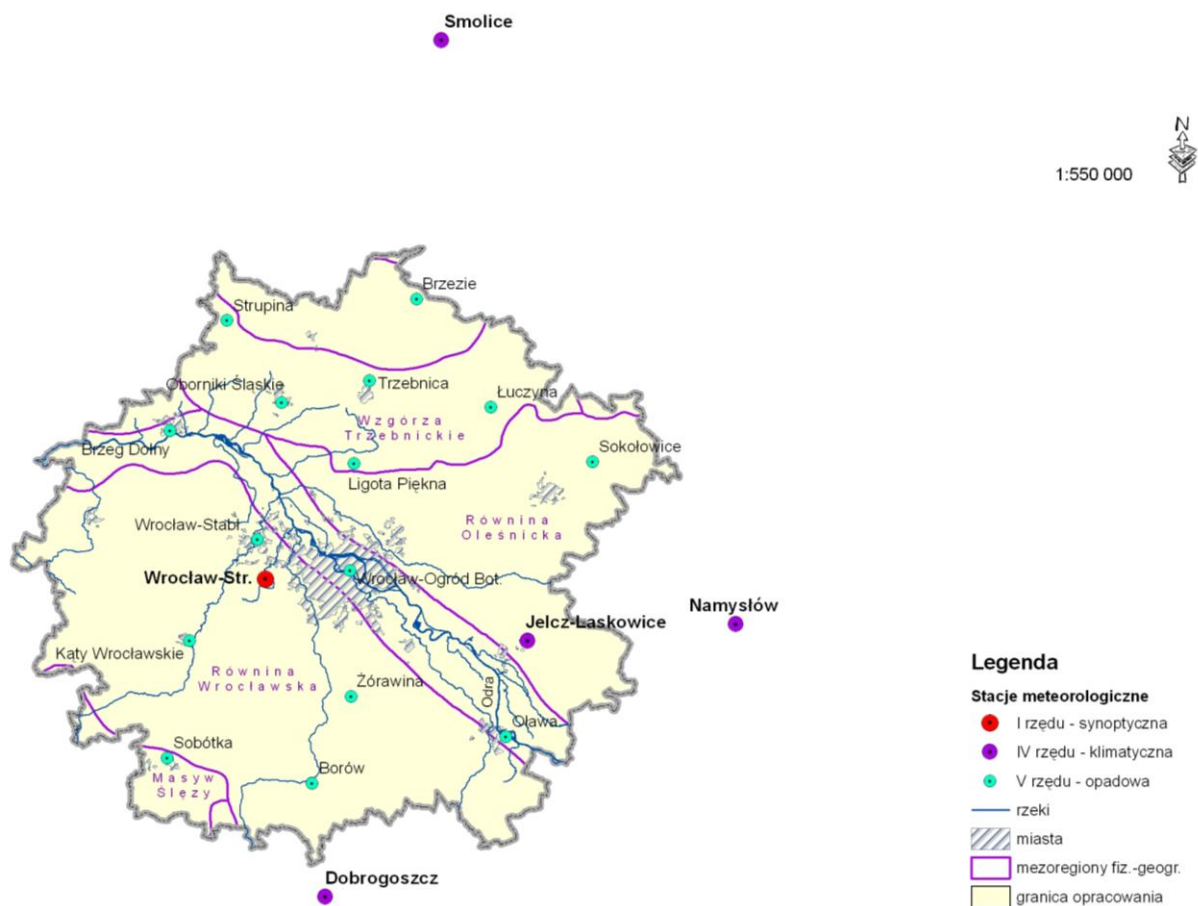 Smolice
N
1:550 000
Brzezie
Strupina
Oborniki Śląskie
Trzebnica
Łuczyna
Wzgórza
Trzebnickie
Brzeg Dolny
Sokołowice
Ligota Piękna
Wrocław-Stabł.
Równina
Oleśnicka
Wrocław-Str.
Wrocław-Ogród Bot.
Namysłów
Jelcz-Laskowice
Kąty Wrocławskie
Równina
Wrocławska
Żórawina
Odra
Oława
Sobótka
Masyw
Ślęzy
Borów
Dobrogoszcz
Legenda
Stacje meteorologiczne
I rzędu - synoptyczna
IV rzędu - klimatyczna
V rzędu - opadowa
rzeki
miasta
mezoregiony fiz.-geogr.
granica opracowania